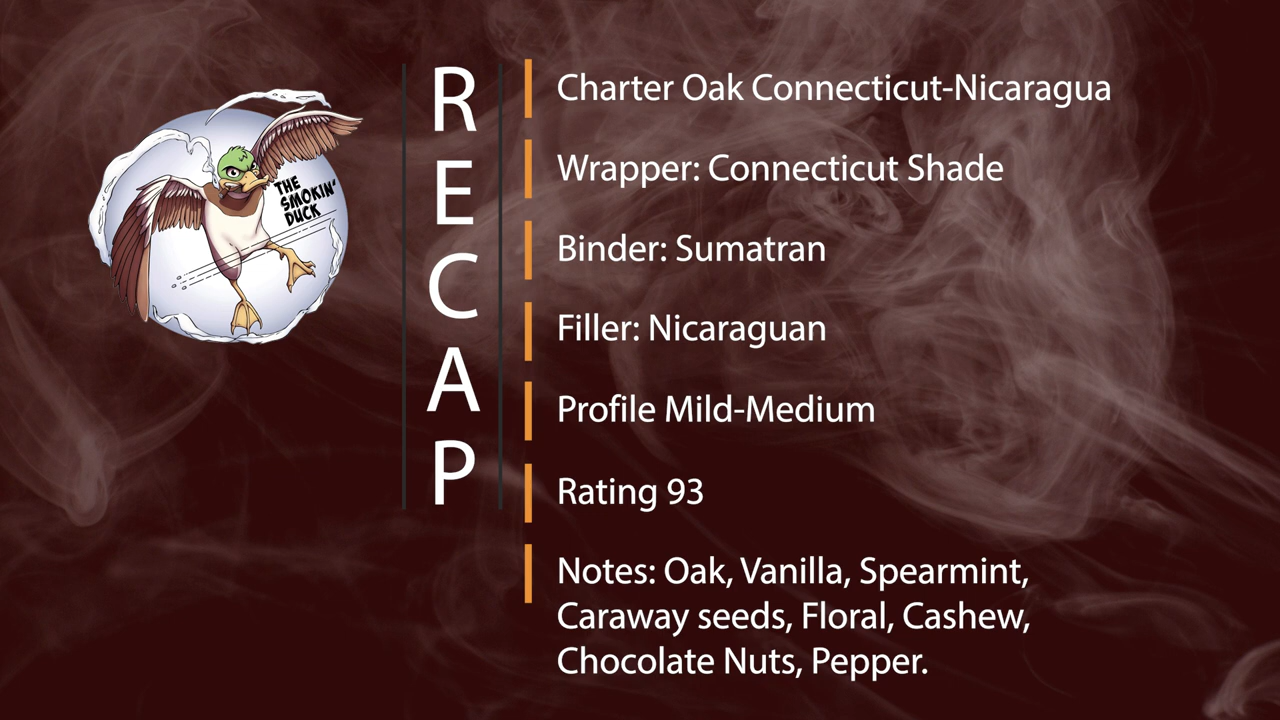 THE
SMOKIN'
DUCK
RECAP
Charter Oak Connecticut-Nicaragua
Wrapper: Connecticut Shade
Binder: Sumatran
Filler: Nicaraguan
Profile Mild-Medium
Rating 93
Notes: Oak, Vanilla, Spearmint,
Caraway seeds, Floral, Cashew,
Chocolate Nuts, Pepper.